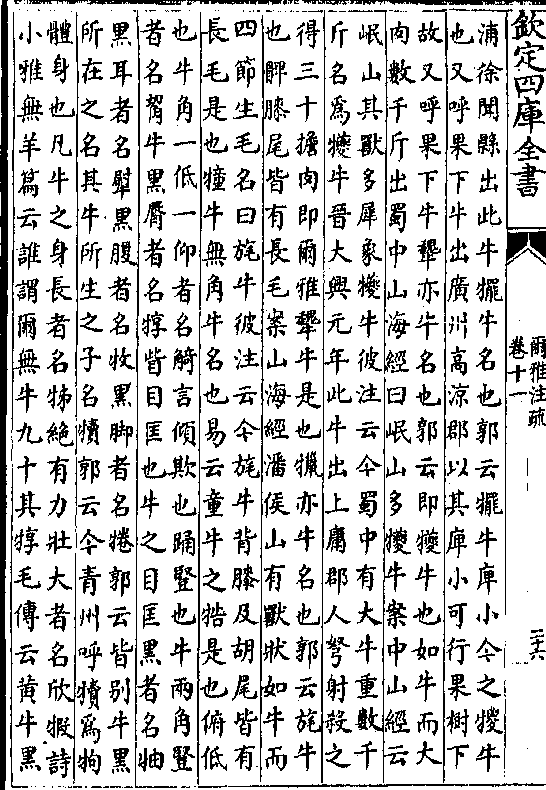 欽定四庫全書
爾雅注疏
卷十一
三六
浦徐聞縣出此牛犤牛名也郭云犤牛庳小今之㹇牛
也又呼果下牛出廣州高涼郡以其庳小可行果樹下
故又呼果下牛犩亦牛名也郭云即犪牛也如牛而大
肉數千斤出蜀中山海經曰岷山多犪牛案中山經云
岷山其獸多犀象犪牛彼注云今蜀中有大牛重數千
斤名為犪牛晉大興元年此牛出上庸郡人弩射殺之
得三十擔肉即爾雅犩牛是也犣亦牛名也郭云旄牛
也髀膝尾皆有長毛案山海經潘侯山有獸狀如牛而
四節生毛名曰旄牛彼注云今旄牛背膝及胡尾皆有
長毛是也犝牛無角牛名也易云童牛之牿是也俯低
也牛角一低一仰者名觭言傾欹也踊豎也牛兩角豎
者名觢牛黑脣者名犉眥目匡也牛之目匡黑者名牰
黑耳者名犚黑腹者名牧黑脚者名犈郭云皆别牛黑
所在之名其牛所生之子名犢郭云今青州呼犢為㸬
體身也凡牛之身長者名牬絶有力壯大者名欣犌詩
小雅無羊篇云誰謂爾無牛九十其犉毛傳云黄牛黑